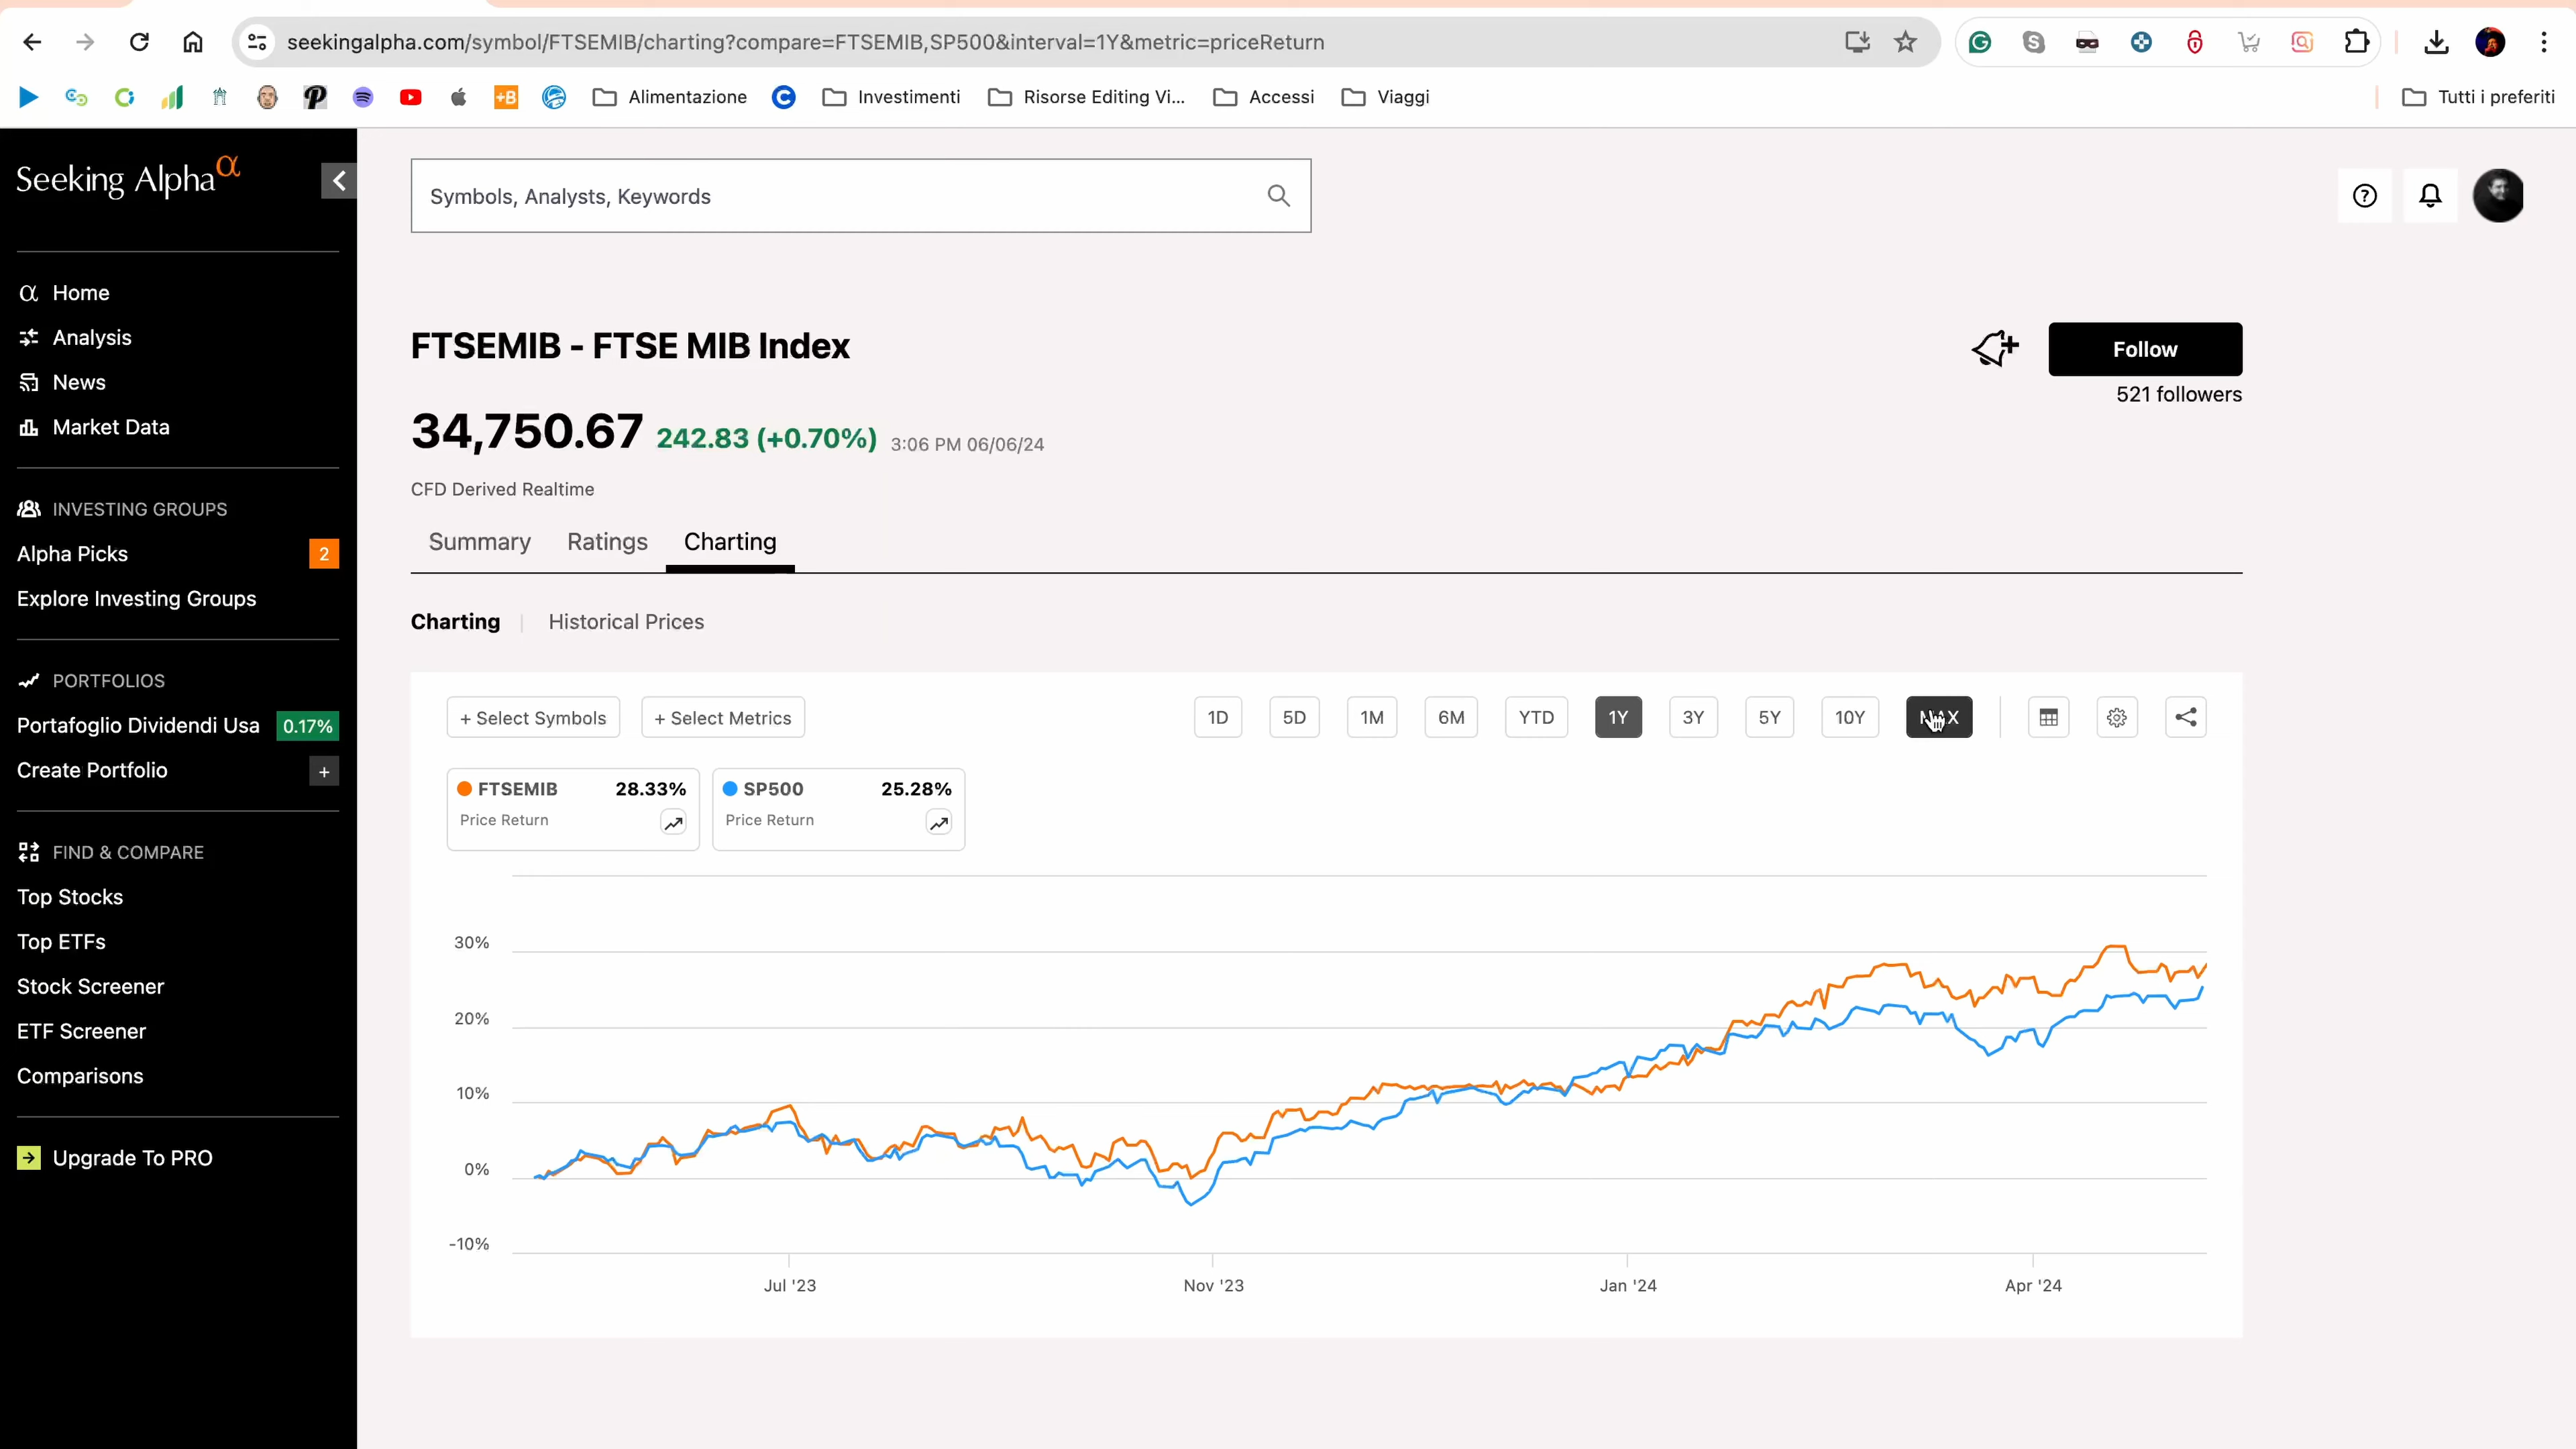 seekingalpha.com/symbol/FTSEMIB/charting?compare=FTSEMIB,SP500&interval=1Y&metric=priceReturn
Alimentazione Investimenti Risorse Editing Vi... Accessi Viaggi Tutti i preferiti
Seeking Alphaα
Symbols, Analysts, Keywords
Home
Analysis
News
Market Data
INVESTING GROUPS
Alpha Picks 2
Explore Investing Groups
PORTFOLIOS
Portafoglio Dividendi Usa 0.17%
Create Portfolio +
FIND & COMPARE
Top Stocks
Top ETFs
Stock Screener
ETF Screener
Comparisons
Upgrade To PRO
FTSEMIB - FTSE MIB Index
Follow
521 followers
34,750.67 242.83 (+0.70%) 3:06 PM 06/06/24
CFD Derived Realtime
Summary Ratings Charting
Charting | Historical Prices
+ Select Symbols + Select Metrics 1D 5D 1M 6M YTD 1Y 3Y 5Y 10Y MAX
FTSEMIB 28.33% SP500 25.28%
Price Return Price Return
30%
20%
10%
0%
-10%
Jul '23 Nov '23 Jan '24 Apr '24